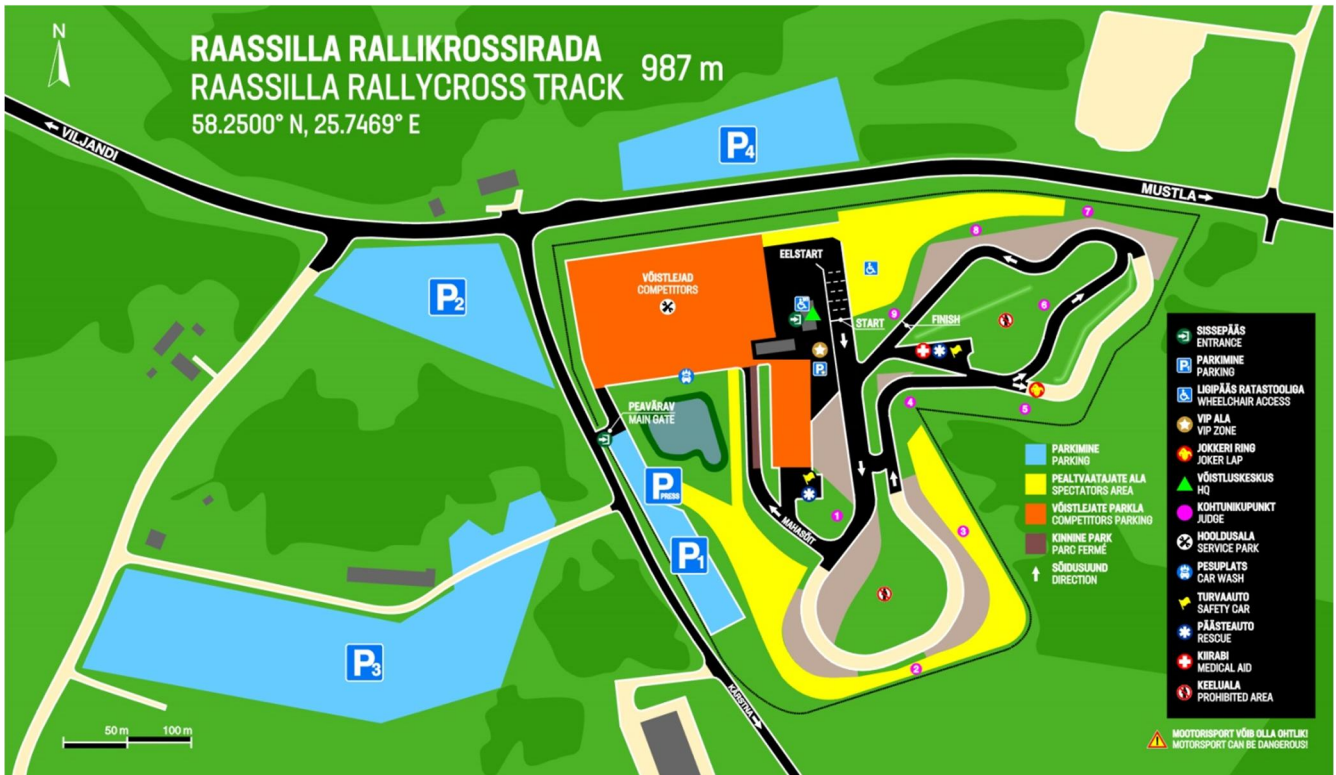 N
RAASSILLA RALLIKROSSIRADA
RAASSILLA RALLYCROSS TRACK
987 m
58.2500° N, 25.7469° E
← VILJANDI
P4
MUSTLA →
P2
VÕISTLEJAD
COMPETITORS
EELSTART
START
FINISH
PEAVÄRAV
MAIN GATE
P PRESS
P1
MAHASÕIT
P3
KÄRSTNA
1
2
3
4
5
6
7
8
9
PARKIMINE
PARKING
PEALTVAATAJATE ALA
SPECTATORS AREA
VÕISTLEJATE PARKLA
COMPETITORS PARKING
KINNINE PARK
PARC FERMÉ
SÕIDUSUUND
DIRECTION
SISSEPÄÄS
ENTRANCE
PARKIMINE
PARKING
LIGIPÄÄS RATASTOOLIGA
WHEELCHAIR ACCESS
VIP ALA
VIP ZONE
JOKKERI RING
JOKER LAP
VÕISTLUSKESKUS
HQ
KOHTUNIKUPUNKT
JUDGE
HOOLDUSALA
SERVICE PARK
PESUPLATS
CAR WASH
TURVAAUTO
SAFETY CAR
PÄÄSTEAUTO
RESCUE
KIIRABI
MEDICAL AID
KEELUALA
PROHIBITED AREA
50 m 100 m
MOOTORISPORT VÕIB OLLA OHTLIK!
MOTORSPORT CAN BE DANGEROUS!